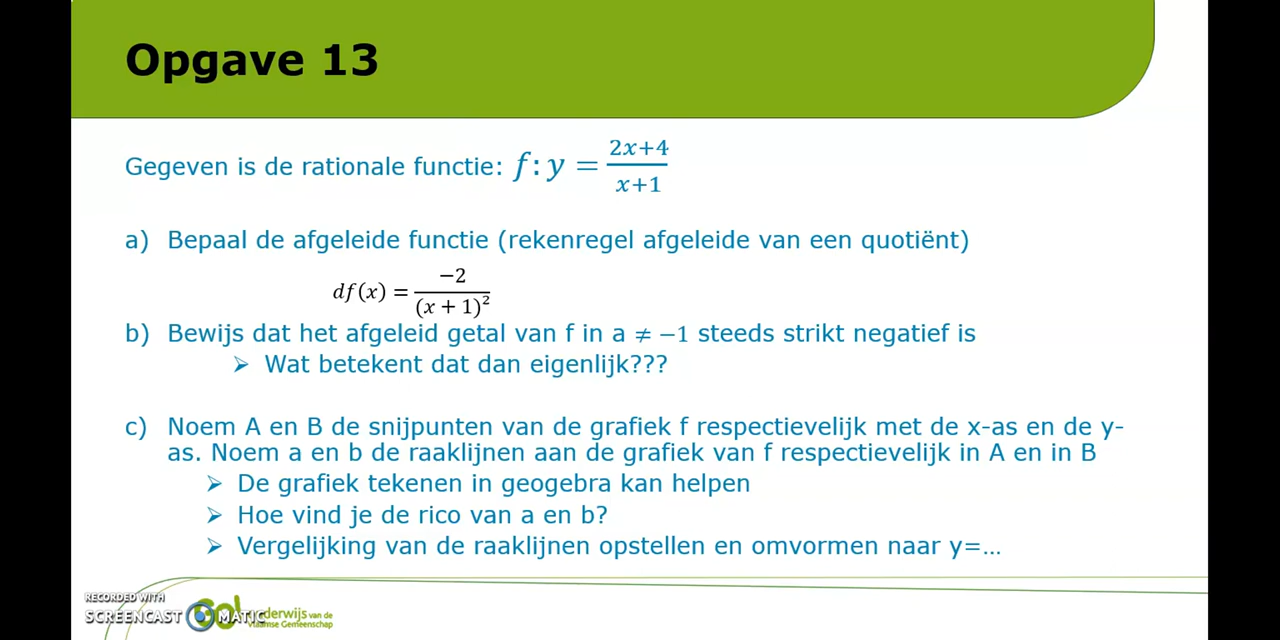 Opgave 13
Gegeven is de rationale functie: f: y = 2x+4 / x+1
a) Bepaal de afgeleide functie (rekenregel afgeleide van een quotiënt)
df(x) = −2 / (x + 1)²
b) Bewijs dat het afgeleid getal van f in a ≠ −1 steeds strikt negatief is
➢ Wat betekent dat dan eigenlijk???
c) Noem A en B de snijpunten van de grafiek f respectievelijk met de x-as en de y-
as. Noem a en b de raaklijnen aan de grafiek van f respectievelijk in A en in B
➢ De grafiek tekenen in geogebra kan helpen
➢ Hoe vind je de rico van a en b?
➢ Vergelijking van de raaklijnen opstellen en omvormen naar y=…
RECORDED WITH
SCREENCAST MATIC
Vlaamse Gemeenschap